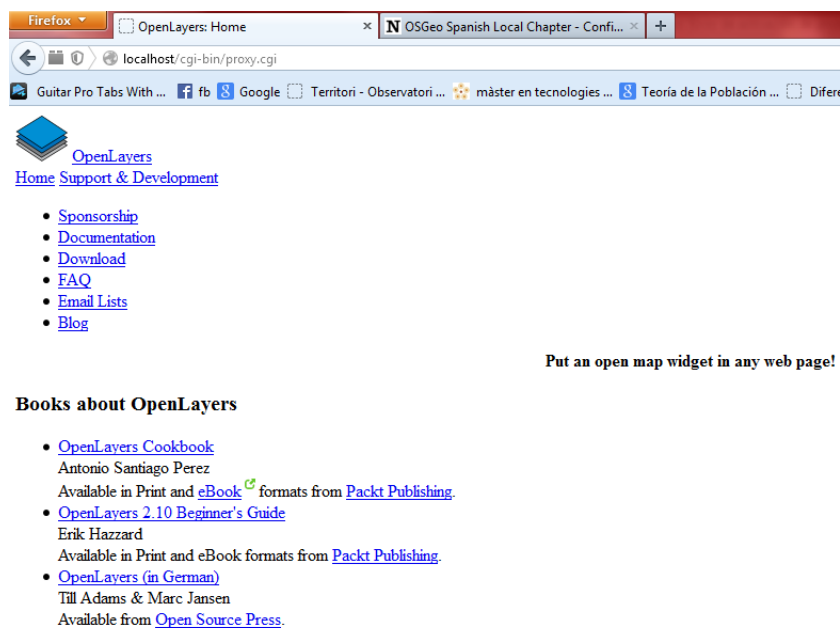 Firefox
OpenLayers: Home × N OSGeo Spanish Local Chapter - Confi... × +
localhost/cgi-bin/proxy.cgi
Guitar Pro Tabs With ... f fb 8 Google Territori - Observatori ... màster en tecnologies ... 8 Teoría de la Población ... Difere
OpenLayers
Home Support & Development
• Sponsorship
• Documentation
• Download
• FAQ
• Email Lists
• Blog
Put an open map widget in any web page!
Books about OpenLayers
• OpenLayers Cookbook
Antonio Santiago Perez
Available in Print and eBook formats from Packt Publishing.
• OpenLayers 2.10 Beginner's Guide
Erik Hazzard
Available in Print and eBook formats from Packt Publishing.
• OpenLayers (in German)
Till Adams & Marc Jansen
Available from Open Source Press.